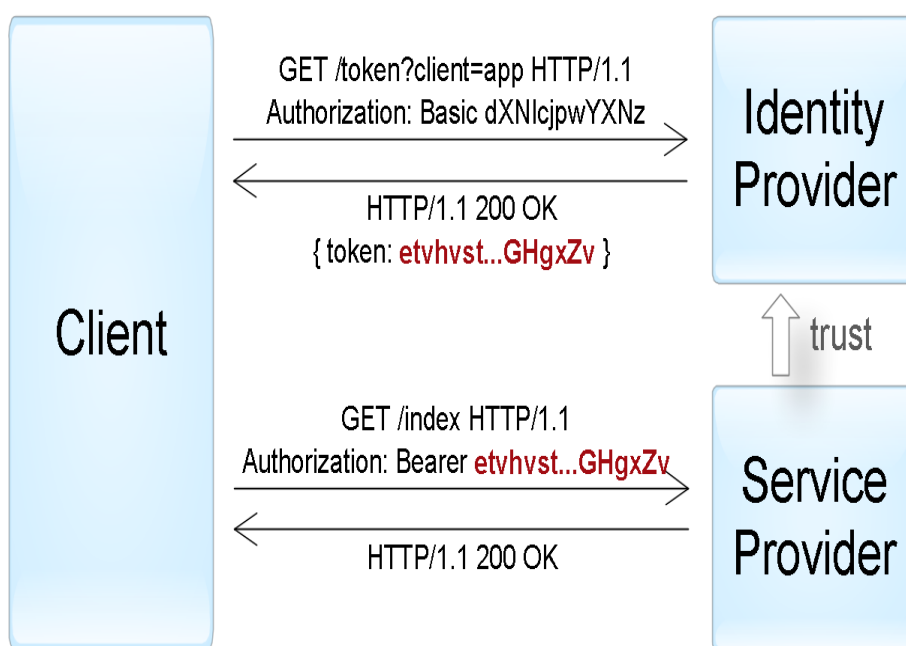 GET /token?client=app HTTP/1.1
Authorization: Basic dXNlcjpwYXNz
Identity
Provider
HTTP/1.1 200 OK
{ token: etvhvst...GHgxZv }
Client
trust
GET /index HTTP/1.1
Authorization: Bearer etvhvst...GHgxZv
Service
Provider
HTTP/1.1 200 OK